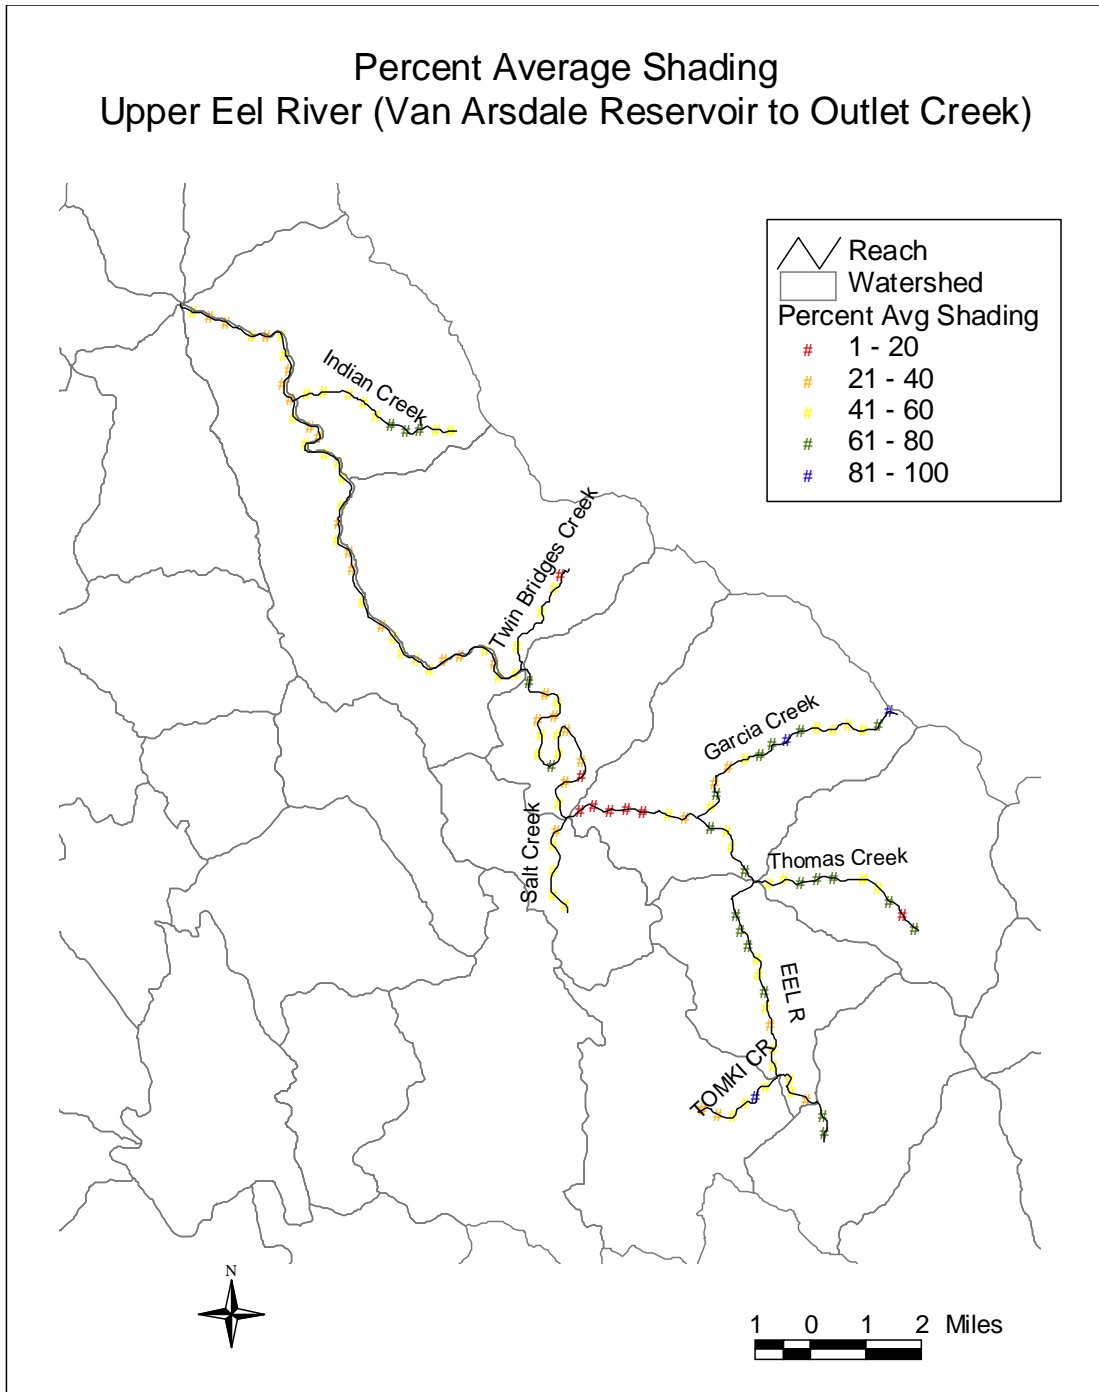 Percent Average Shading
Upper Eel River (Van Arsdale Reservoir to Outlet Creek)
Reach
Watershed
Percent Avg Shading
# 1 - 20
# 21 - 40
# 41 - 60
# 61 - 80
# 81 - 100
Indian Creek
Twin Bridges Creek
Garcia Creek
Salt Creek
Thomas Creek
EEL R
TOMKI CR
N
1 0 1 2 Miles